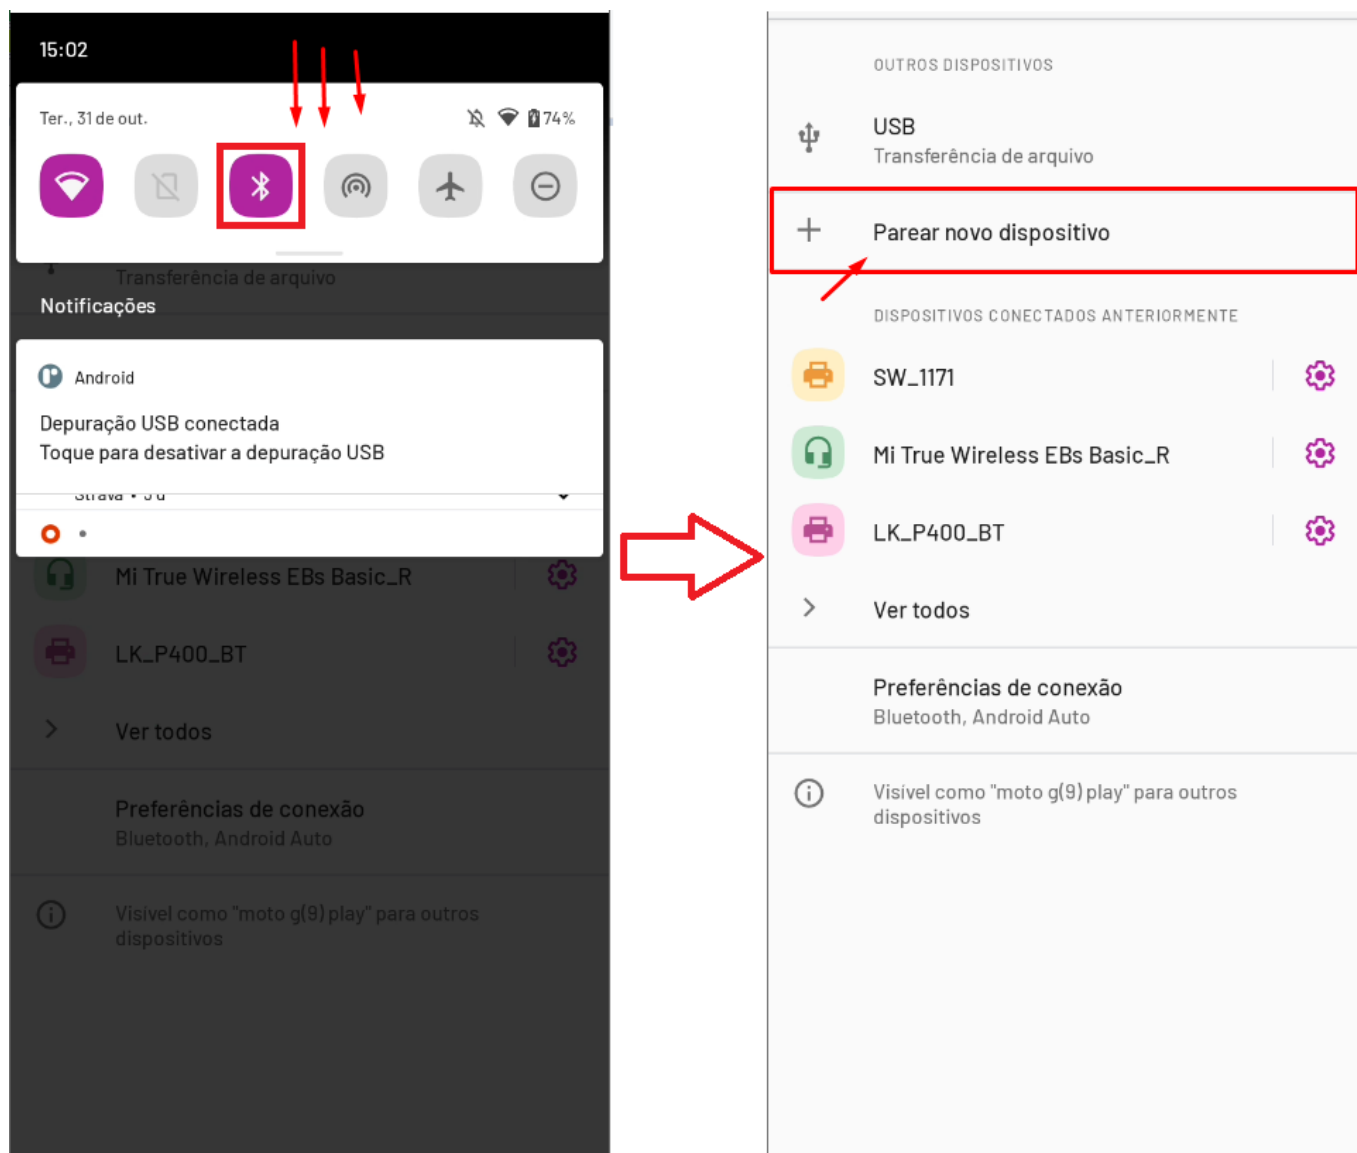 15:02
Ter., 31 de out.
74%
Transferência de arquivo
Notificações
Android
Depuração USB conectada
Toque para desativar a depuração USB
Strava • 5 d
Mi True Wireless EBs Basic_R
LK_P400_BT
Ver todos
Preferências de conexão
Bluetooth, Android Auto
Visível como "moto g(9) play" para outros
dispositivos
OUTROS DISPOSITIVOS
USB
Transferência de arquivo
Parear novo dispositivo
DISPOSITIVOS CONECTADOS ANTERIORMENTE
SW_1171
Mi True Wireless EBs Basic_R
LK_P400_BT
Ver todos
Preferências de conexão
Bluetooth, Android Auto
Visível como "moto g(9) play" para outros
dispositivos